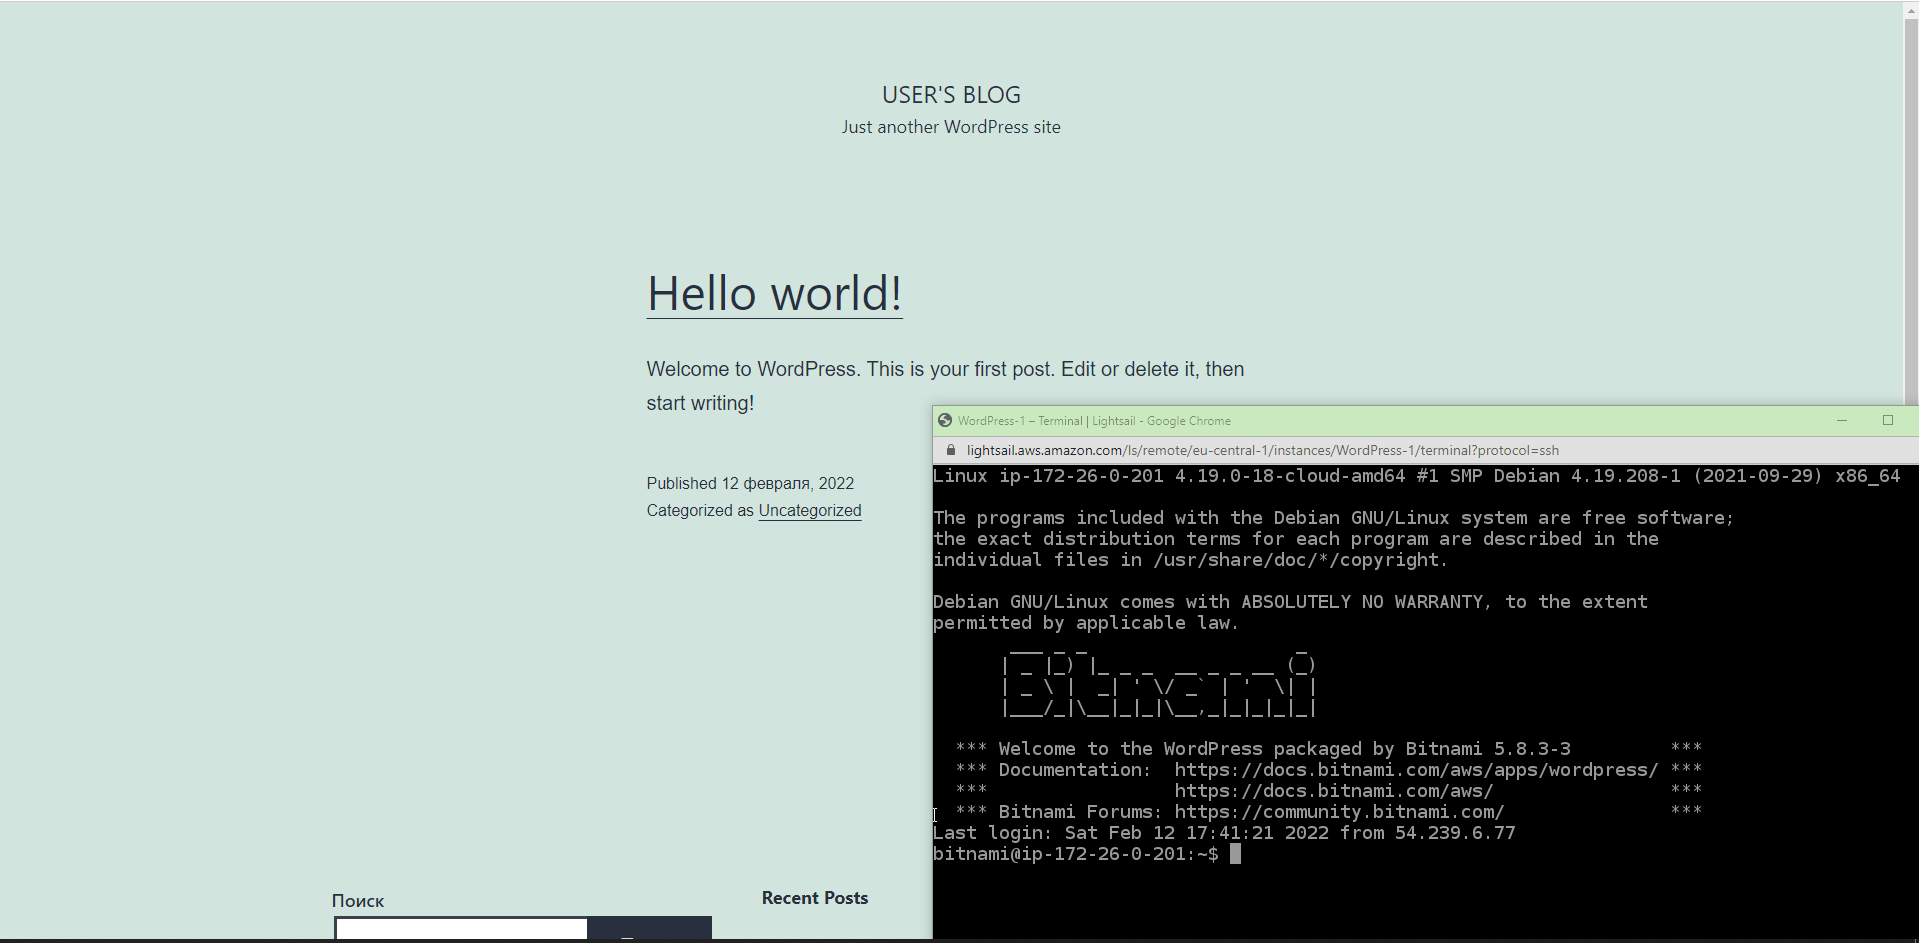 USER'S BLOG
Just another WordPress site
Hello world!
Welcome to WordPress. This is your first post. Edit or delete it, then
start writing!
Published 12 февраля, 2022
Categorized as Uncategorized
Поиск
Recent Posts
WordPress-1 – Terminal | Lightsail - Google Chrome
lightsail.aws.amazon.com/ls/remote/eu-central-1/instances/WordPress-1/terminal?protocol=ssh
Linux ip-172-26-0-201 4.19.0-18-cloud-amd64 #1 SMP Debian 4.19.208-1 (2021-09-29) x86_64
The programs included with the Debian GNU/Linux system are free software;
the exact distribution terms for each program are described in the
individual files in /usr/share/doc/*/copyright.
Debian GNU/Linux comes with ABSOLUTELY NO WARRANTY, to the extent
permitted by applicable law.
Bitnami
*** Welcome to the WordPress packaged by Bitnami 5.8.3-3 ***
*** Documentation: https://docs.bitnami.com/aws/apps/wordpress/ ***
*** https://docs.bitnami.com/aws/ ***
*** Bitnami Forums: https://community.bitnami.com/ ***
Last login: Sat Feb 12 17:41:21 2022 from 54.239.6.77
bitnami@ip-172-26-0-201:~$